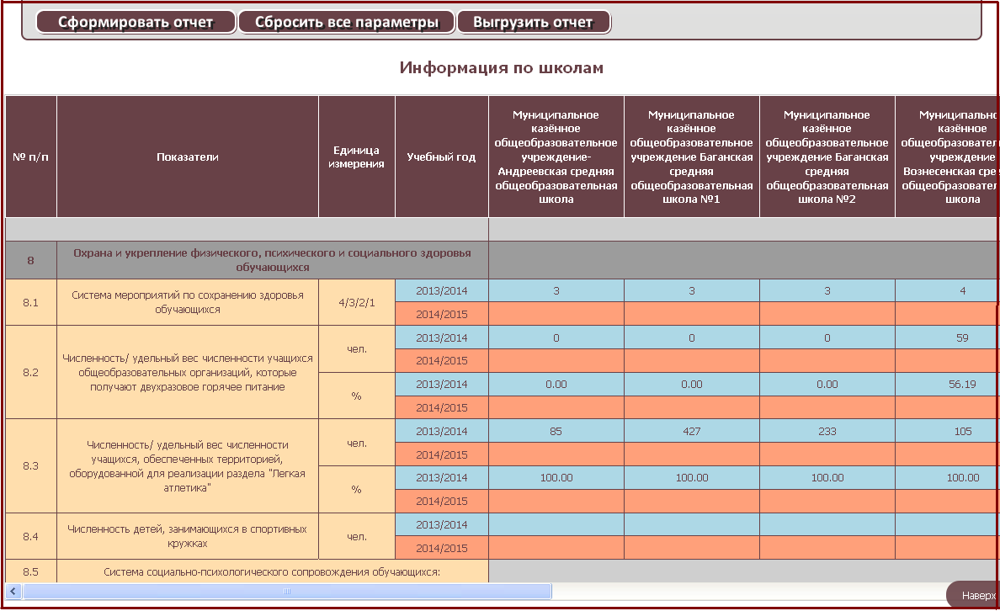 Сформировать отчет Сбросить все параметры Выгрузить отчет
Информация по школам
№ п/п
Показатели
Единица
измерения
Учебный год
Муниципальное
казённое
общеобразовательное
учреждение-
Андреевская средняя
общеобразовательная
школа
Муниципальное
казённое
общеобразовательное
учреждение Баганская
средняя
общеобразовательная
школа №1
Муниципальное
казённое
общеобразовательное
учреждение Баганская
средняя
общеобразовательная
школа №2
Муниципальнс
казённое
общеобразовател
учреждение
Вознесенская сре
общеобразовател
школа
8
Охрана и укрепление физического, психического и социального здоровья
обучающихся
8.1
Система мероприятий по сохранению здоровья
обучающихся
4/3/2/1
2013/2014 3 3 3 4
2014/2015
8.2
Численность/ удельный вес численности учащихся
общеобразовательных организаций, которые
получают двухразовое горячее питание
чел.
2013/2014 0 0 0 59
2014/2015
%
2013/2014 0.00 0.00 0.00 56.19
2014/2015
8.3
Численность/ удельный вес численности
учащихся, обеспеченных территорией,
оборудованной для реализации раздела "Легкая
атлетика"
чел.
2013/2014 85 427 233 105
2014/2015
%
2013/2014 100.00 100.00 100.00 100.00
2014/2015
8.4
Численность детей, занимающихся в спортивных
кружках
чел.
2013/2014
2014/2015
8.5 Система социально-психологического сопровождения обучающихся:
Наверх